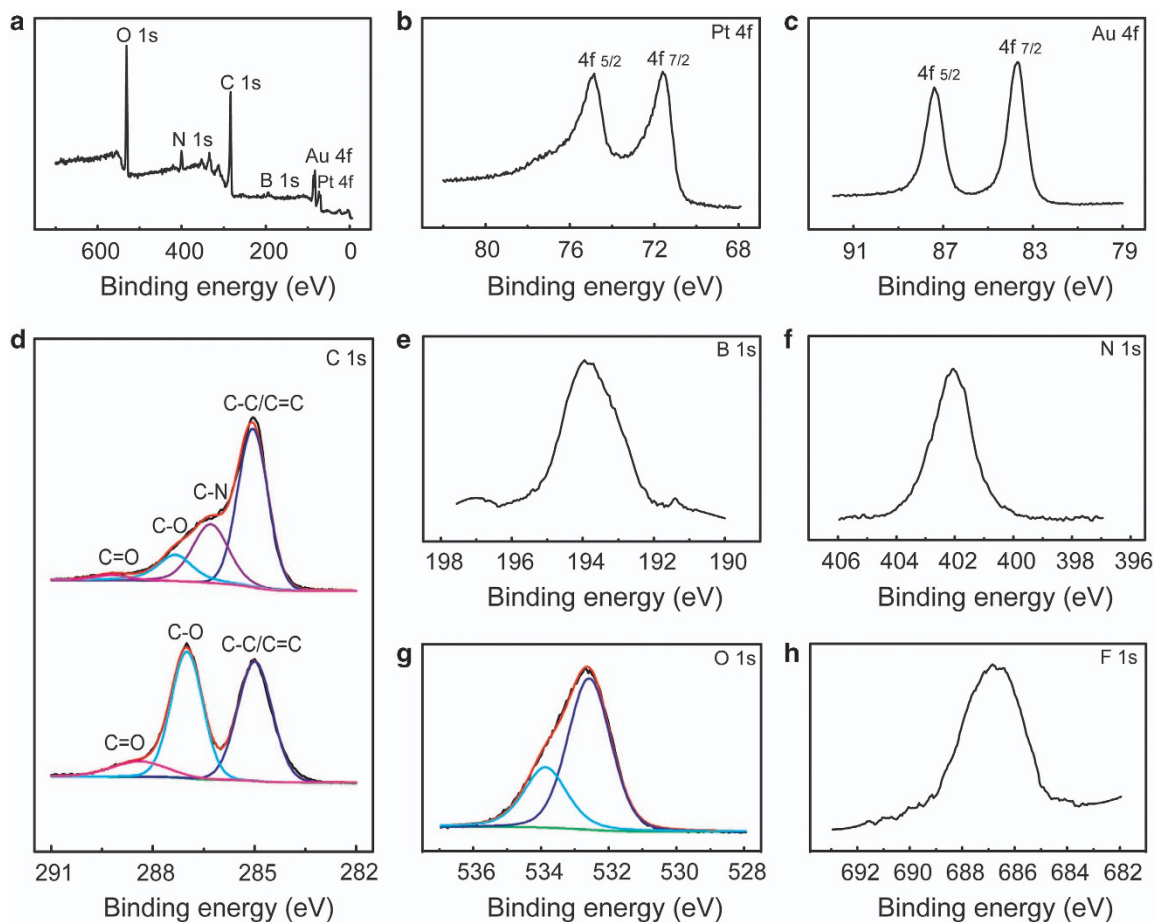 a
O 1s
C 1s
N 1s
Au 4f
B 1s
Pt 4f
600 400 200 0
Binding energy (eV)
b
Pt 4f
4f 5/2
4f 7/2
80 76 72 68
Binding energy (eV)
c
Au 4f
4f 5/2
4f 7/2
91 87 83 79
Binding energy (eV)
d
C 1s
C-C/C=C
C-N
C-O
C=O
C-O
C-C/C=C
C=O
291 287 285 282
Binding energy (eV)
e
B 1s
198 196 194 192 190
Binding energy (eV)
f
N 1s
406 404 402 400 398 396
Binding energy (eV)
g
O 1s
536 534 532 530 528
Binding energy (eV)
h
F 1s
692 690 688 686 684 682
Binding energy (eV)